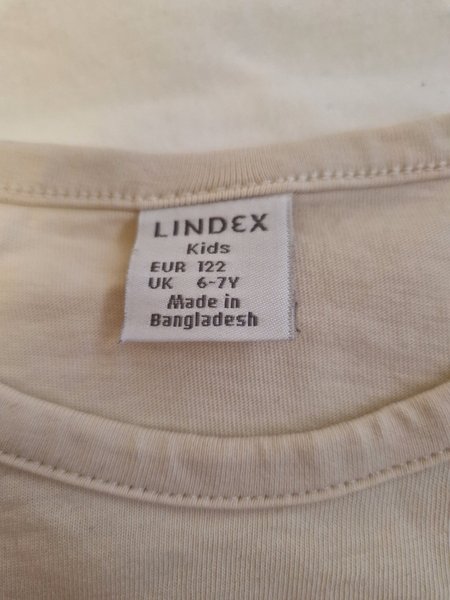 LINDEX
Kids
EUR 122
UK 6-7Y
Made in
Bangladesh